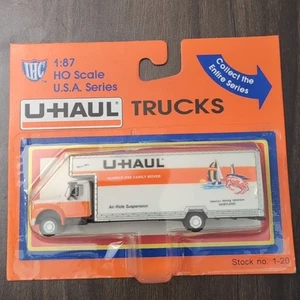 IHC
1:87
HO Scale
U.S.A. Series
Collect the
Entire Series
U-HAUL TRUCKS
U-HAUL
Air-Ride Suspension
Stock no. 1-20